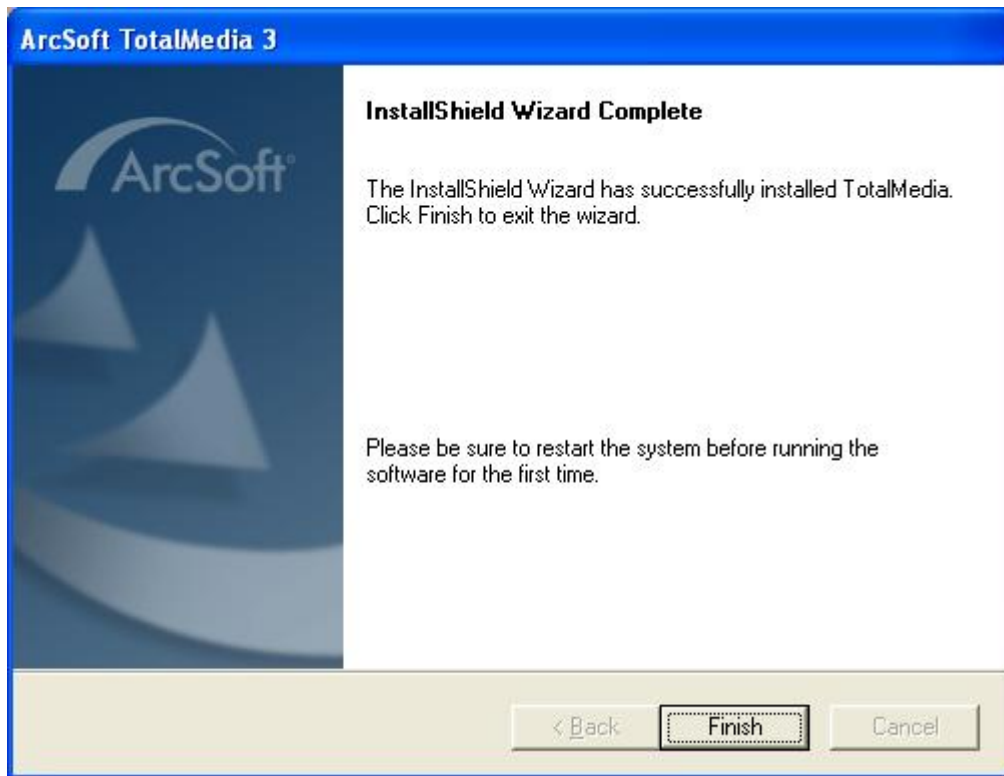 ArcSoft TotalMedia 3
ArcSoft
InstallShield Wizard Complete
The InstallShield Wizard has successfully installed TotalMedia.
Click Finish to exit the wizard.
Please be sure to restart the system before running the
software for the first time.
< Back
Finish
Cancel